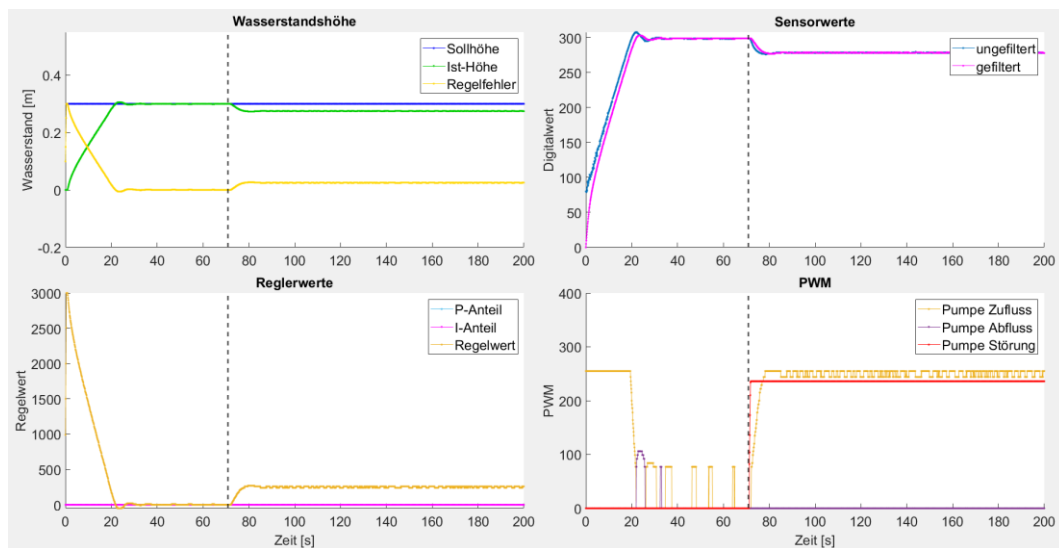 Wasserstandshöhe
Wasserstand [m]
0.4
0.2
0
-0.2
0 20 40 60 80 100 120 140 160 180 200
Sollhöhe
Ist-Höhe
Regelfehler
Sensorwerte
Digitalwert
300
250
200
150
100
50
0
0 20 40 60 80 100 120 140 160 180 200
ungefiltert
gefiltert
Reglerwerte
Regelwert
3000
2500
2000
1500
1000
500
0
0 20 40 60 80 100 120 140 160 180 200
Zeit [s]
P-Anteil
I-Anteil
Regelwert
PWM
PWM
400
300
200
100
0
0 20 40 60 80 100 120 140 160 180 200
Zeit [s]
Pumpe Zufluss
Pumpe Abfluss
Pumpe Störung